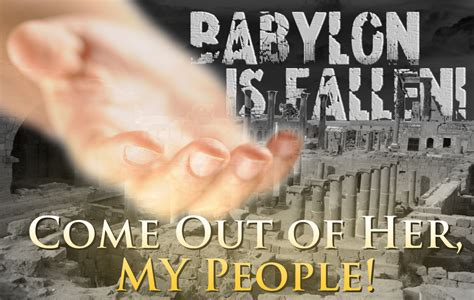 BABYLON
IS FALLEN!
COME OUT OF HER,
MY PEOPLE!